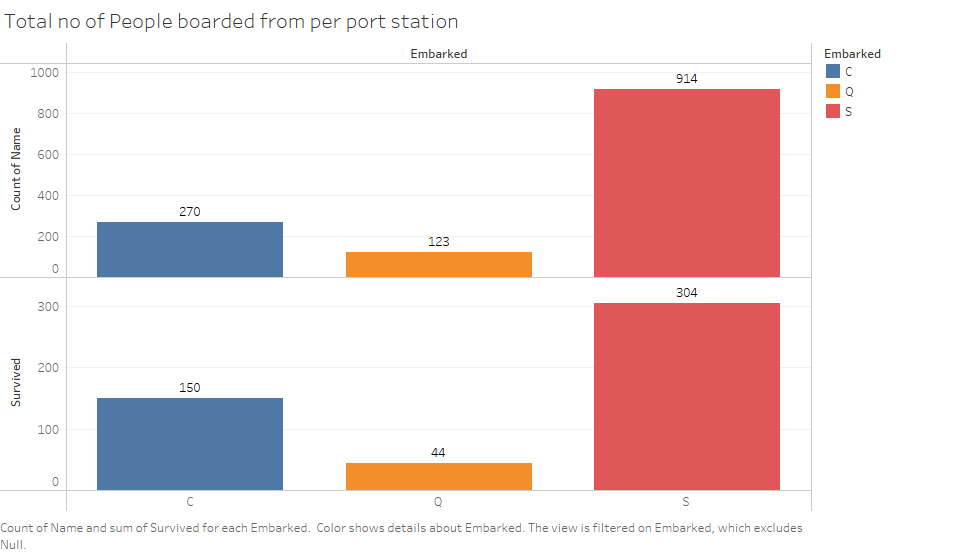 Total no of People boarded from per port station
Embarked
Embarked
C
Q
S
Count of Name
1000
800
600
400
200
0
270
123
914
Survived
300
200
100
0
150
44
304
C
Q
S
Count of Name and sum of Survived for each Embarked.  Color shows details about Embarked. The view is filtered on Embarked, which excludes
Null.